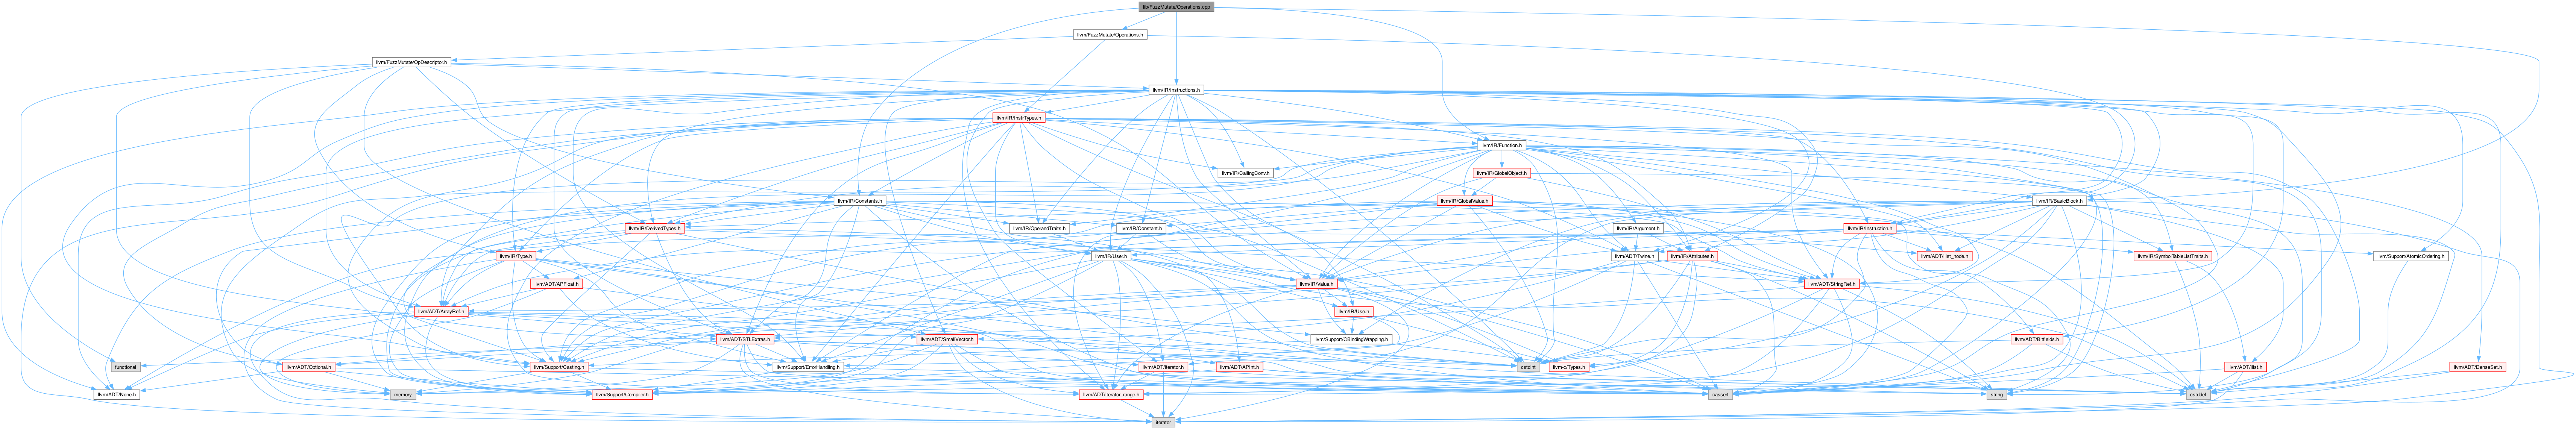 lib/FuzzMutate/Operations.cpp
llvm/FuzzMutate/Operations.h
llvm/FuzzMutate/OpDescriptor.h
llvm/IR/Instructions.h
llvm/IR/InstrTypes.h
llvm/IR/Function.h
llvm/IR/CallingConv.h
llvm/IR/GlobalObject.h
llvm/IR/Constants.h
llvm/IR/GlobalValue.h
llvm/IR/BasicBlock.h
llvm/IR/DerivedTypes.h
llvm/IR/OperandTraits.h
llvm/IR/Constant.h
llvm/IR/Argument.h
llvm/IR/Instruction.h
llvm/IR/Type.h
llvm/IR/User.h
llvm/ADT/Twine.h
llvm/IR/Attributes.h
llvm/ADT/ilist_node.h
llvm/IR/SymbolTableListTraits.h
llvm/Support/AtomicOrdering.h
llvm/ADT/APFloat.h
llvm/IR/Value.h
llvm/ADT/StringRef.h
llvm/ADT/ArrayRef.h
llvm/IR/Use.h
llvm/ADT/STLExtras.h
llvm/ADT/SmallVector.h
llvm/Support/CBindingWrapping.h
llvm/ADT/Bitfields.h
functional
llvm/ADT/Optional.h
llvm/Support/Casting.h
llvm/Support/ErrorHandling.h
llvm/ADT/iterator.h
llvm/ADT/APInt.h
cstdint
llvm-c/Types.h
llvm/ADT/ilist.h
llvm/ADT/DenseSet.h
llvm/ADT/None.h
memory
llvm/Support/Compiler.h
llvm/ADT/iterator_range.h
cassert
string
cstddef
iterator